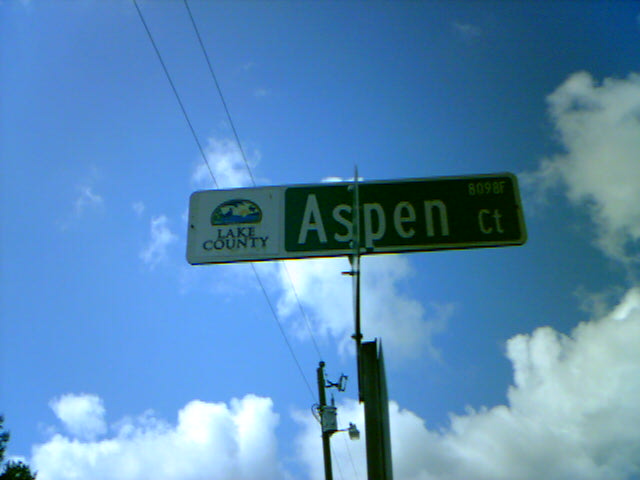 LAKE
COUNTY
Aspen Ct
8098F